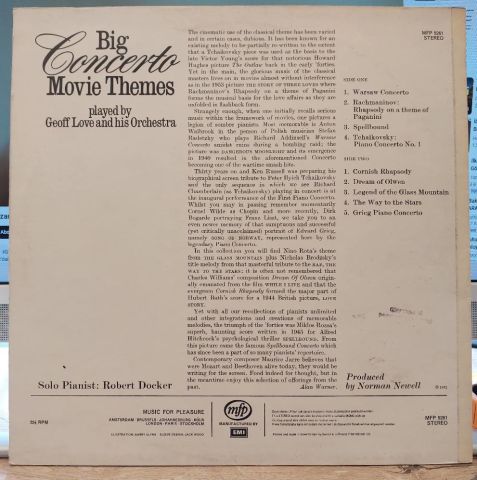 Big
Concerto
Movie Themes
played by
Geoff Love and his Orchestra
Solo Pianist: Robert Docker
The cinematic use of the classical theme has been varied
and in certain cases, dubious. It has been known for an
existing melody to be partially re-written to the extent
that a Tchaikovsky piece was used as the basis to the
late Victor Young's score for that notorious Howard
Hughes picture The Outlaw back in the early 'forties.
Yet in the main, the glorious music of the classical
masters lives on in movies almost without interference
as in the 1953 picture THE STORY OF THREE LOVES when
Rachmaninov's Rhapsody on a theme of Paganini
forms the musical basis for the love affairs as they are
unfolded in flashback form.
Strangely enough, when one initially recalls serious
music within the framework of movies, one pictures a
legion of sombre pianists. Most memorable is Anton
Walbrook in the person of Polish musician Stefan
Radetzky who plays Richard Addinsell's Warsaw
Concerto amidst ruins during a bombing raid; the
picture was DANGEROUS MOONLIGHT and its emergence
in 1940 resulted in the aforementioned Concerto
becoming one of the wartime smash hits.
Thirty years on and Ken Russell was preparing his
biographical screen tribute to Peter Ilyich Tchaikovsky
and the only sequence in which we see Richard
Chamberlain (as Tchaikovsky) playing in concert is at
the inaugural performance of the First Piano Concerto.
Whilst you may in passing remember momentarily
Cornel Wilde as Chopin and more recently, Dirk
Bogarde portraying Franz Liszt, we take you to an
even newer memory of that sumptuous and successful
(yet critically unacclaimed) portrait of Edvard Grieg,
namely SONG OF NORWAY, represented here by the
legendary Piano Concerto.
In this collection you will find Nino Rota's theme
from THE GLASS MOUNTAIN plus Nicholas Brodszky's
title melody from that masterful tribute to the RAF, THE
WAY TO THE STARS; it is often not remembered that
Charles Williams' composition Dream Of Olwen origin-
ally emanated from the film WHILE I LIVE and that the
evergreen Cornish Rhapsody formed the major part of
Hubert Bath's score for a 1944 British picture, LOVE
STORY.
Yet with all our recollections of pianists unlimited
and other integrations and creations of memorable
melodies, the triumph of the 'forties was Miklos Rozsa's
superb, haunting score written in 1945 for Alfred
Hitchcock's psychological thriller SPELLBOUND. From
this picture came the famous Spellbound Concerto which
has since been a part of so many pianists' repertoire.
Contemporary composer Maurice Jarre believes that
were Mozart and Beethoven alive today, they would be
writing for the screen. Food indeed for thought, but in
the meantime enjoy this selection of offerings from the
past. Alan Warner.
MFP 5261
STEREO
SIDE ONE
1. Warsaw Concerto
2. Rachmaninov:
Rhapsody on a theme of
Paganini
3. Spellbound
4. Tchaikovsky:
Piano Concerto No. 1
SIDE TWO
1. Cornish Rhapsody
2. Dream of Olwen
3. Legend of the Glass Mountain
4. The Way to the Stars
5. Grieg Piano Concerto
Produced
by Norman Newell
MUSIC FOR PLEASURE
AMSTERDAM · BRUSSELS · JOHANNESBURG · KÖLN
LONDON · PARIS · STOCKHOLM
RPM
mfp
MANUFACTURED BY
EMI
MFP 5261
STEREO